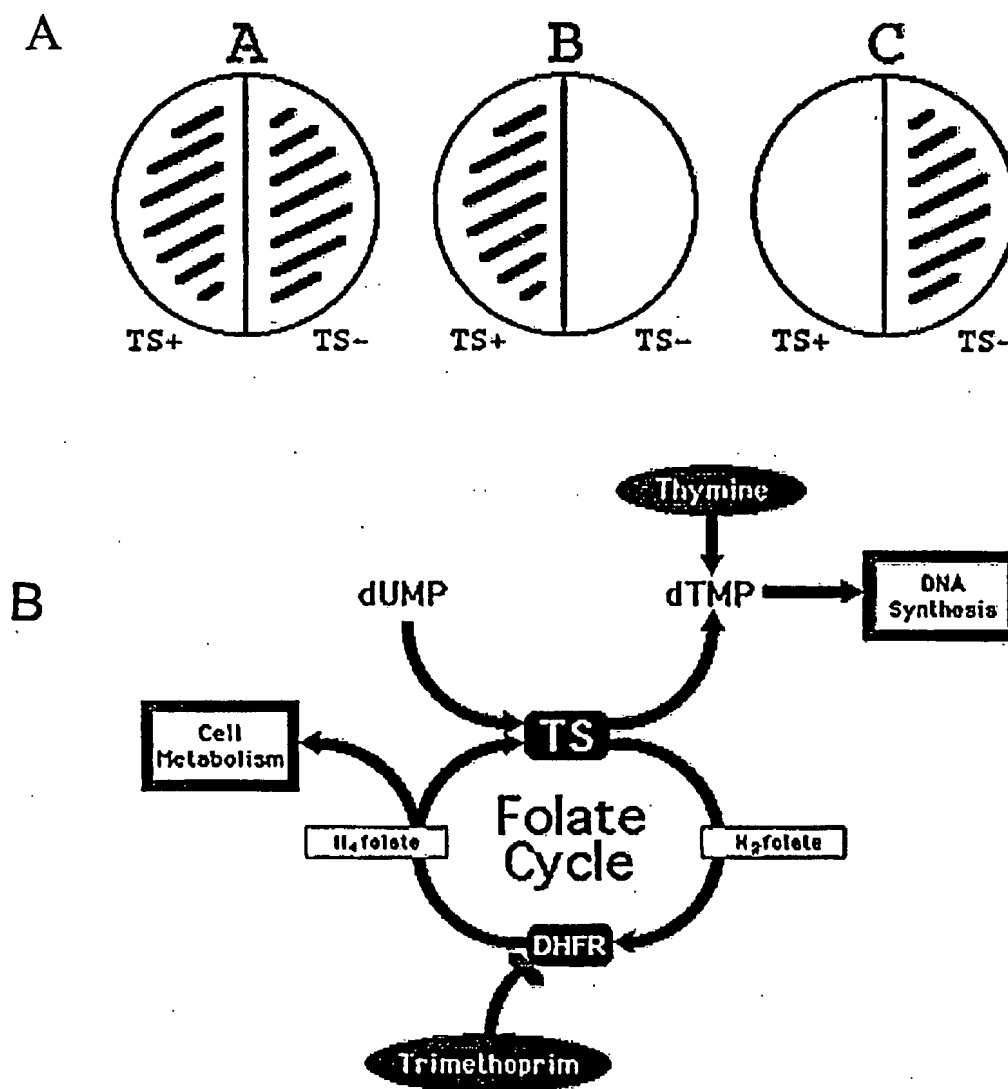 A
A B C
TS+ TS- TS+ TS- TS+ TS-
B
Thymine
dUMP
dTMP
DNA
Synthesis
TS
Cell
Metabolism
Folate
Cycle
H4folate
H2folate
DHFR
Trimethoprim